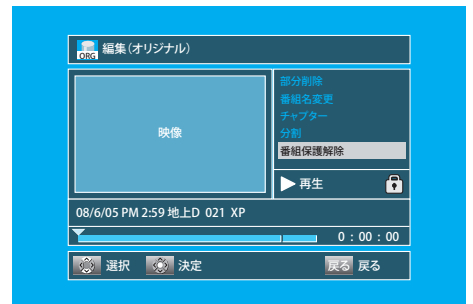 ORG 編集(オリジナル)
映像
部分削除
番組名変更
チャプター
分割
番組保護解除
再生
08/6/05 PM 2:59 地上D 021 XP
0:00:00
選択 決定 戻る 戻る